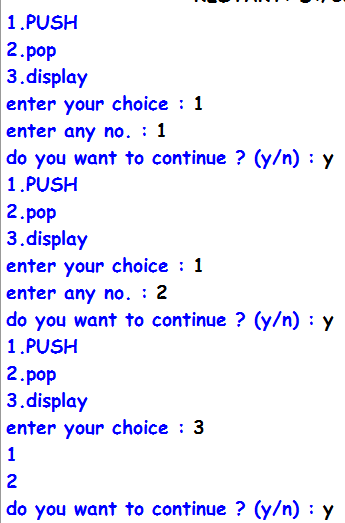 1.PUSH
2.pop
3.display
enter your choice : 1
enter any no. : 1
do you want to continue ? (y/n) : y
1.PUSH
2.pop
3.display
enter your choice : 1
enter any no. : 2
do you want to continue ? (y/n) : y
1.PUSH
2.pop
3.display
enter your choice : 3
1
2
do you want to continue ? (y/n) : y